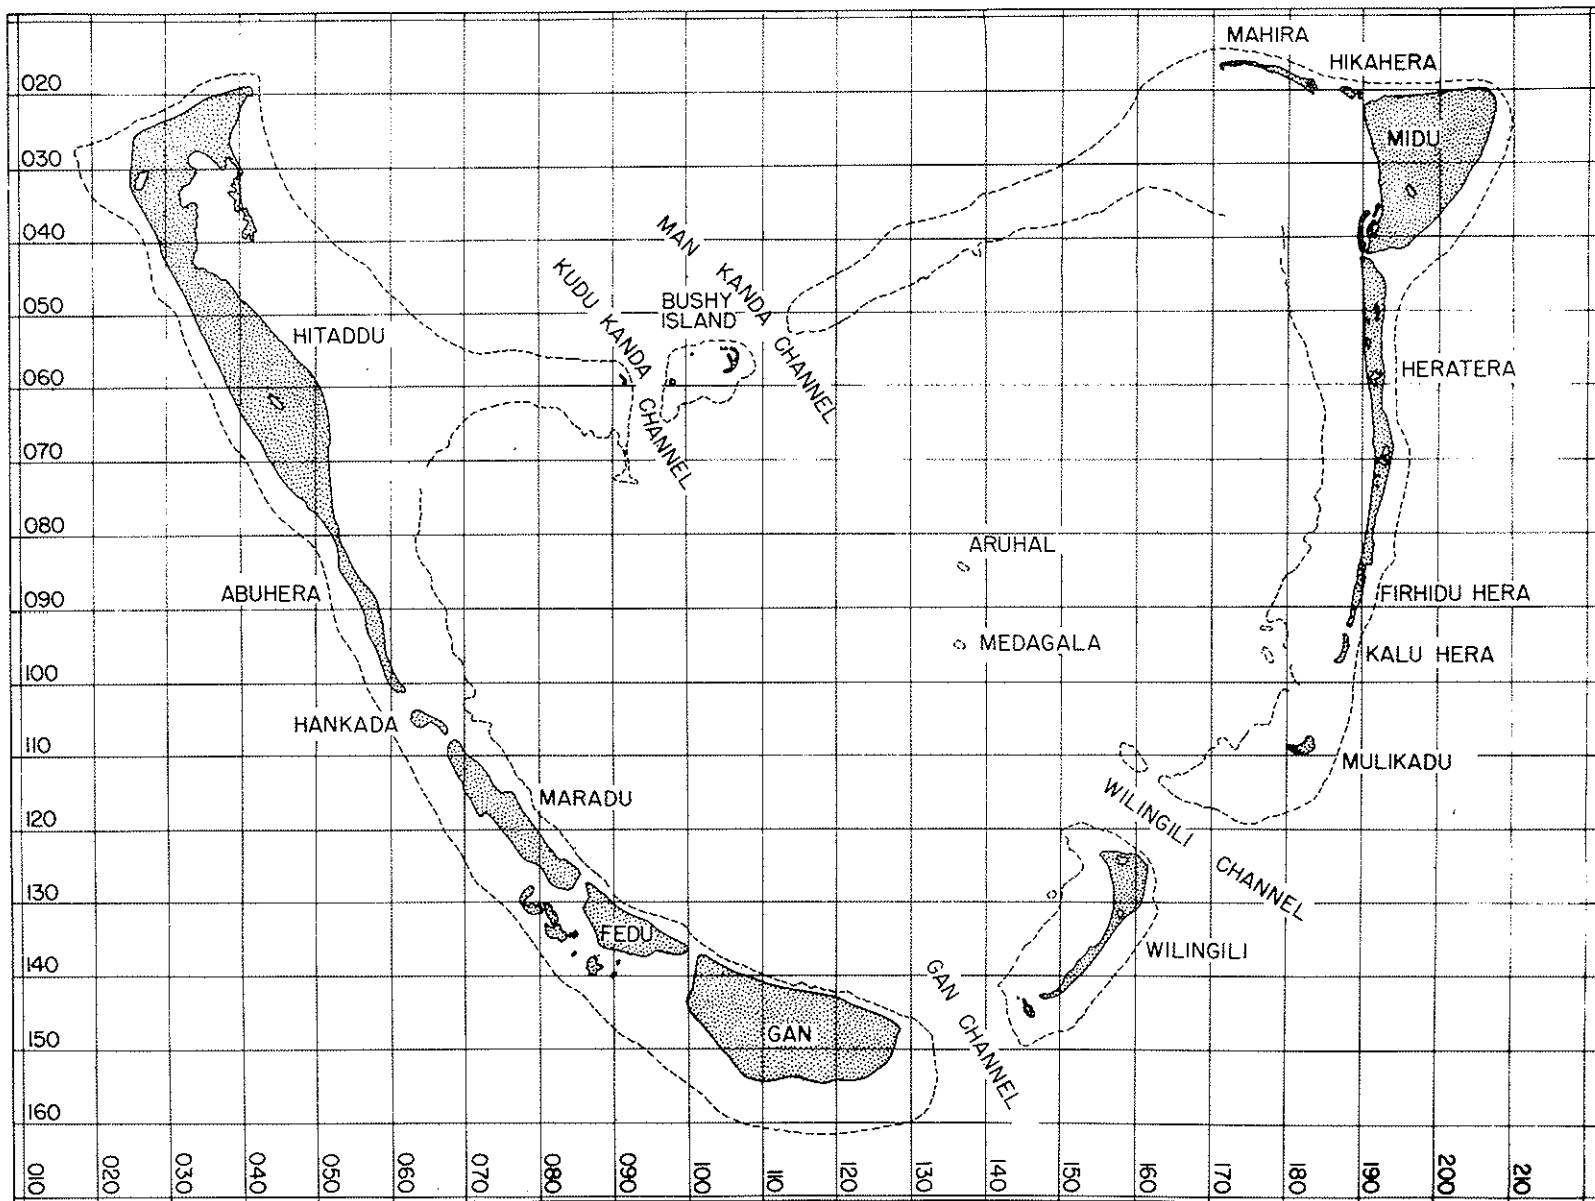 MAHIRA
HIKAHERA
020
MIDU
030
040
MAN KANDA CHANNEL
KUDU KANDA CHANNEL
BUSHY
ISLAND
050
HITADDU
HERATERA
060
070
080
ARUHAL
ABUHERA
090
FIRHIDU HERA
MEDAGALA
KALU HERA
100
HANKADA
110
MULIKADU
MARADU
WILINGILI CHANNEL
120
130
FEDU
WILINGILI
140
GAN CHANNEL
GAN
150
160
010
020
030
040
050
060
070
080
090
100
110
120
130
140
150
160
170
180
190
200
210